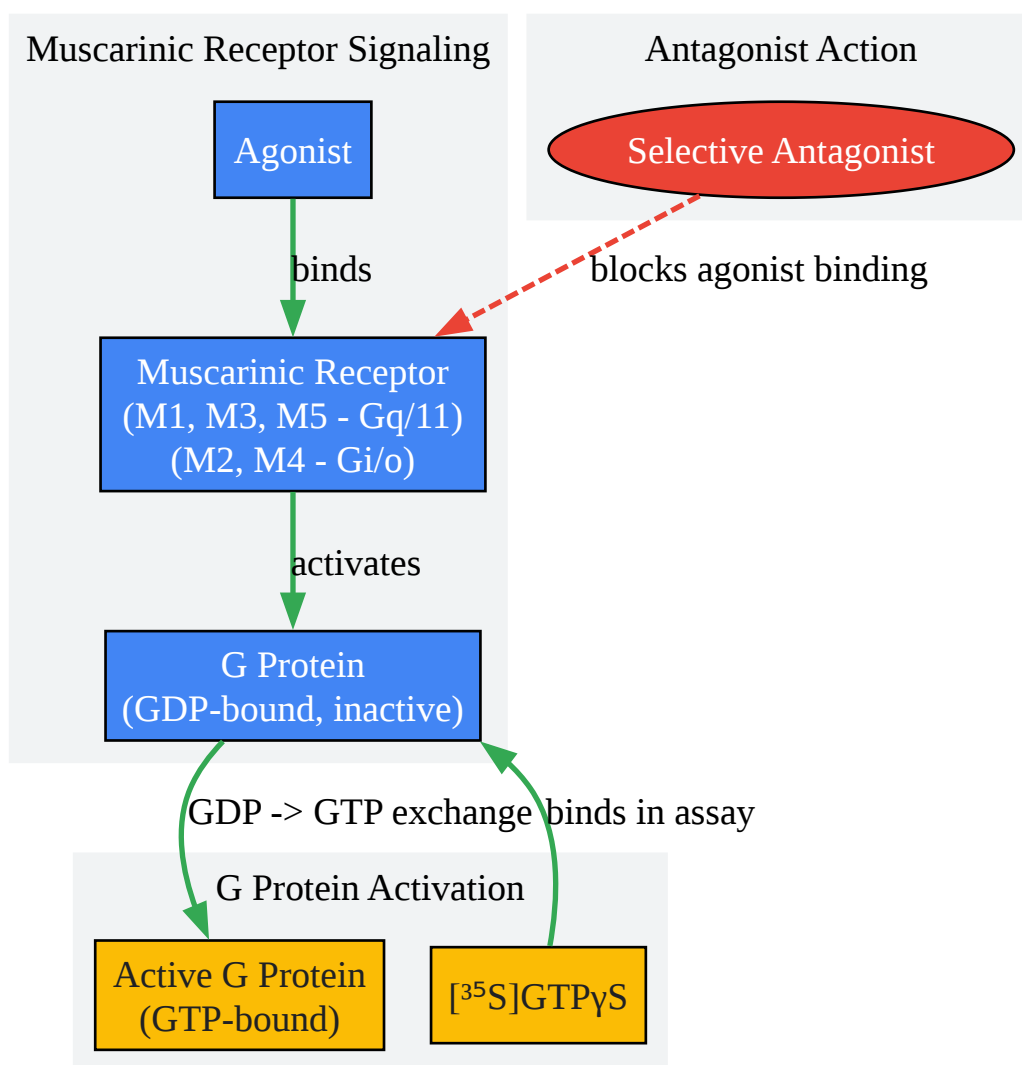 Muscarinic Receptor Signaling
Antagonist Action
Agonist
Selective Antagonist
binds
blocks agonist binding
Muscarinic Receptor
(M1, M3, M5 - Gq/11)
(M2, M4 - Gi/o)
activates
G Protein
(GDP-bound, inactive)
GDP -> GTP exchange
binds in assay
G Protein Activation
Active G Protein
(GTP-bound)
[³⁵S]GTPγS